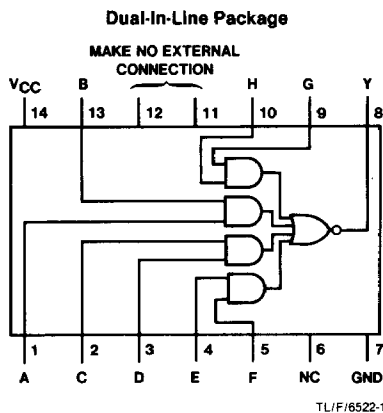 Dual-In-Line Package
MAKE NO EXTERNAL
CONNECTION
VCC B H G Y
14 13 12 11 10 9 8
1 2 3 4 5 6 7
A C D E F NC GND
TL/F/6522-1